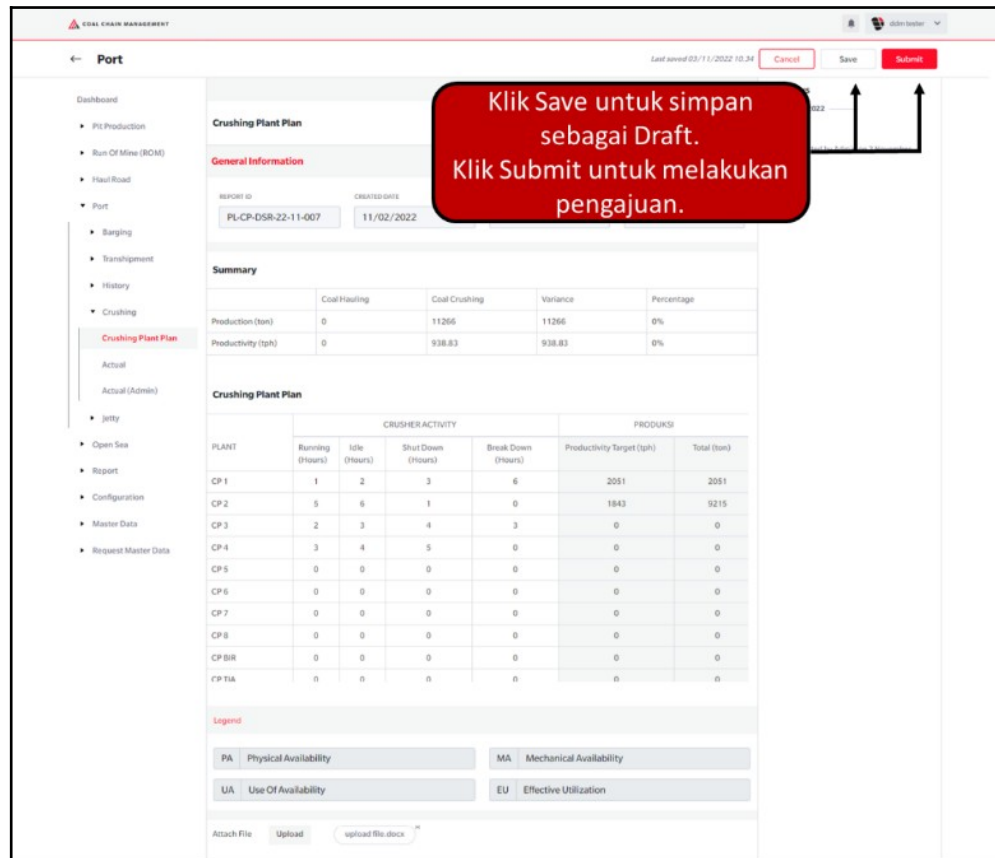 COAL CHAIN MANAGEMENT
ddm tester
← Port
Last saved 03/11/2022 10.34
Cancel
Save
Submit
Klik Save untuk simpan
sebagai Draft.
Klik Submit untuk melakukan
pengajuan.
Dashboard
Pit Production
Run Of Mine (ROM)
Haul Road
Port
Barging
Transhipment
History
Crushing
Crushing Plant Plan
Actual
Actual (Admin)
Jetty
Open Sea
Report
Configuration
Master Data
Request Master Data
Crushing Plant Plan
General Information
REPORT ID
CREATED DATE
PL-CP-DSR-22-11-007
11/02/2022
Summary
Coal Hauling Coal Crushing Variance Percentage
Production (ton) 0 11266 11266 0%
Productivity (tph) 0 938.83 938.83 0%
Crushing Plant Plan
CRUSHER ACTIVITY PRODUKSI
PLANT Running (Hours) Idle (Hours) Shut Down (Hours) Break Down (Hours) Productivity Target (tph) Total (ton)
CP 1 1 2 3 6 2051 2051
CP 2 5 6 1 0 1843 9215
CP 3 2 3 4 3 0 0
CP 4 3 4 5 0 0 0
CP 5 0 0 0 0 0 0
CP 6 0 0 0 0 0 0
CP 7 0 0 0 0 0 0
CP 8 0 0 0 0 0 0
CP BIR 0 0 0 0 0 0
CP TIA 0 0 0 0 0 0
Legend
PA Physical Availability
MA Mechanical Availability
UA Use Of Availability
EU Effective Utilization
Attach File
Upload
upload file.docx